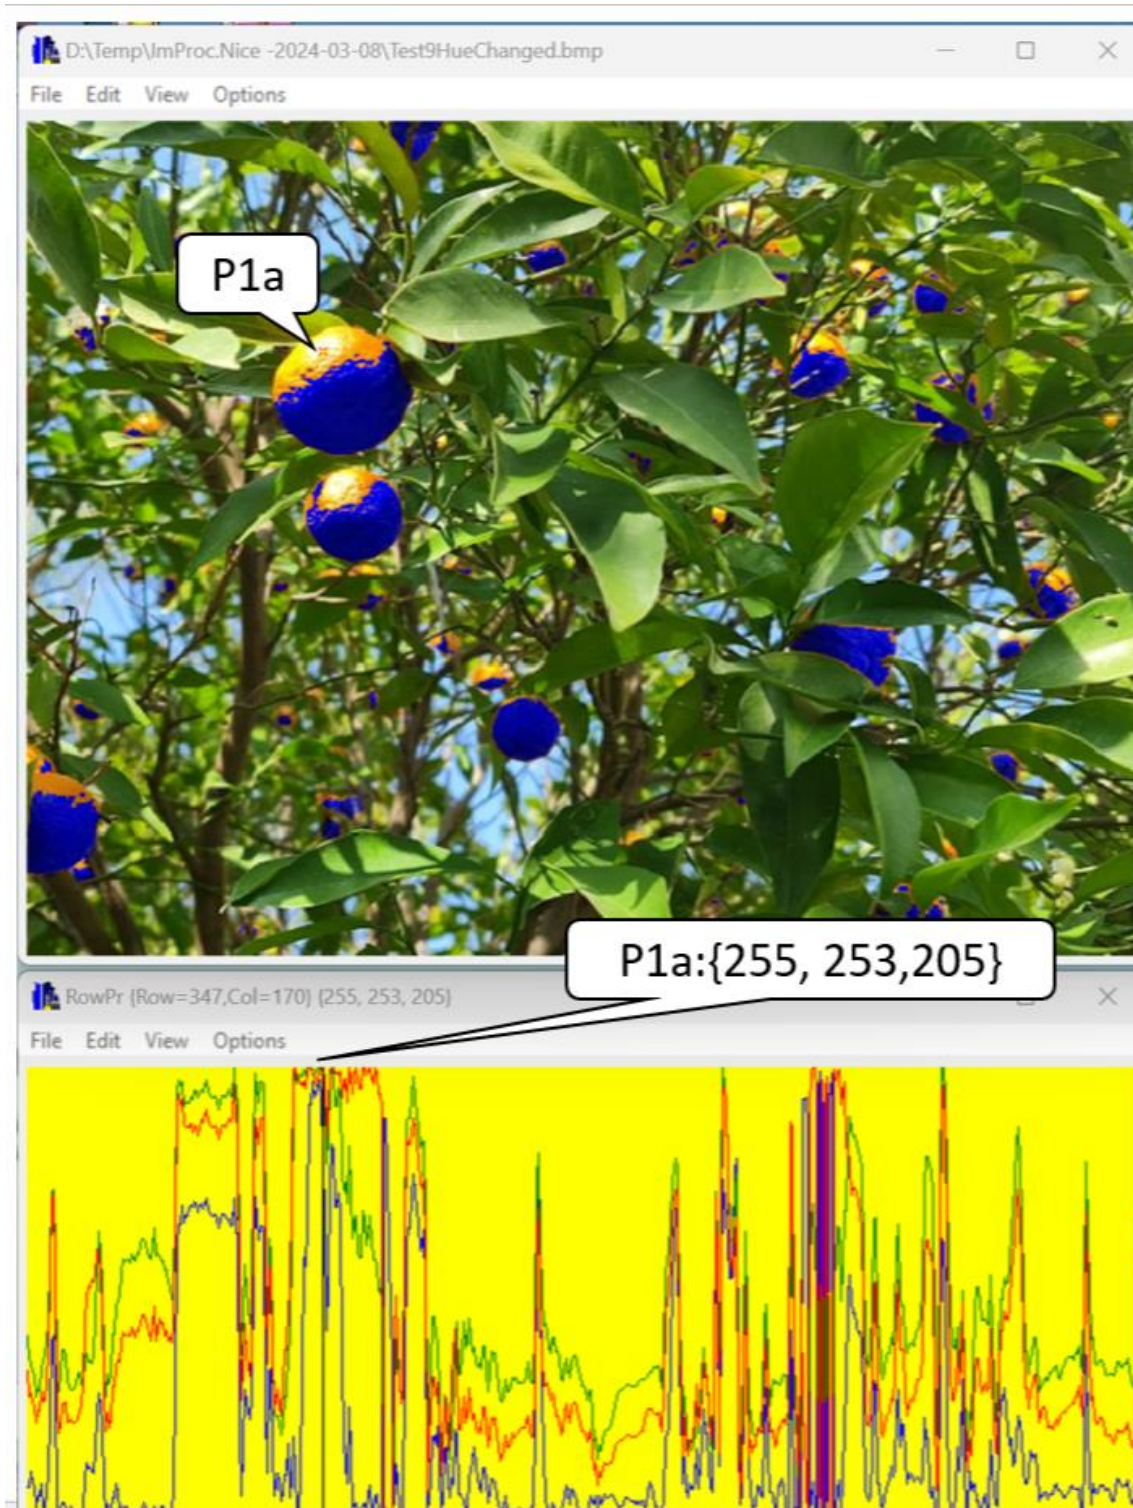 D:\Temp\ImProc.Nice -2024-03-08\Test9HueChanged.bmp
File Edit View Options
P1a
P1a:{255, 253,205}
RowPr (Row=347,Col=170) {255, 253, 205}
File Edit View Options